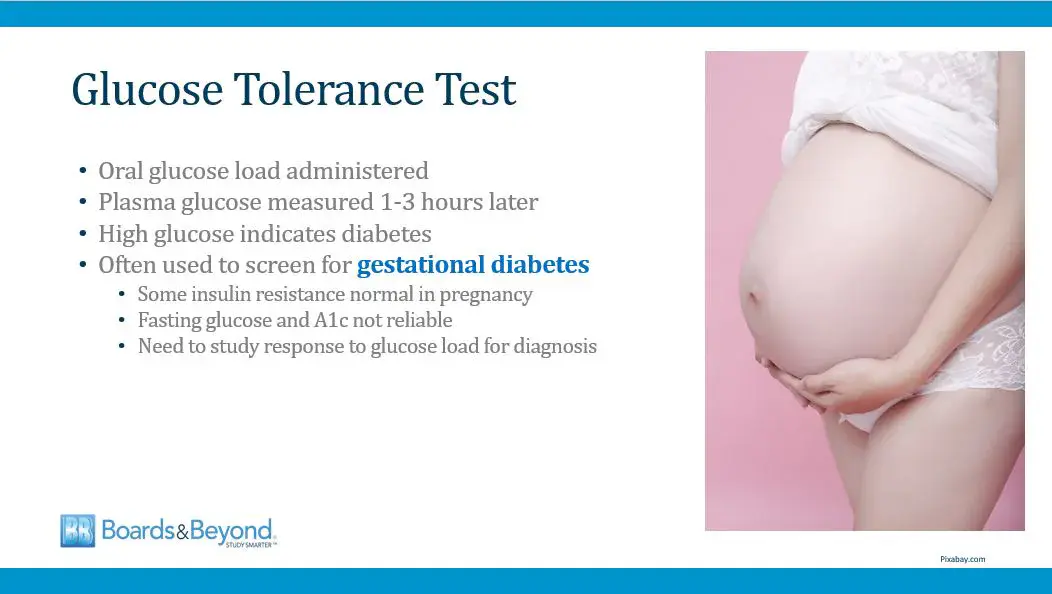 Glucose Tolerance Test
• Oral glucose load administered
• Plasma glucose measured 1-3 hours later
• High glucose indicates diabetes
• Often used to screen for gestational diabetes
• Some insulin resistance normal in pregnancy
• Fasting glucose and A1c not reliable
• Need to study response to glucose load for diagnosis
BB Boards&Beyond.
STUDY SMARTER™
Pixabay.com